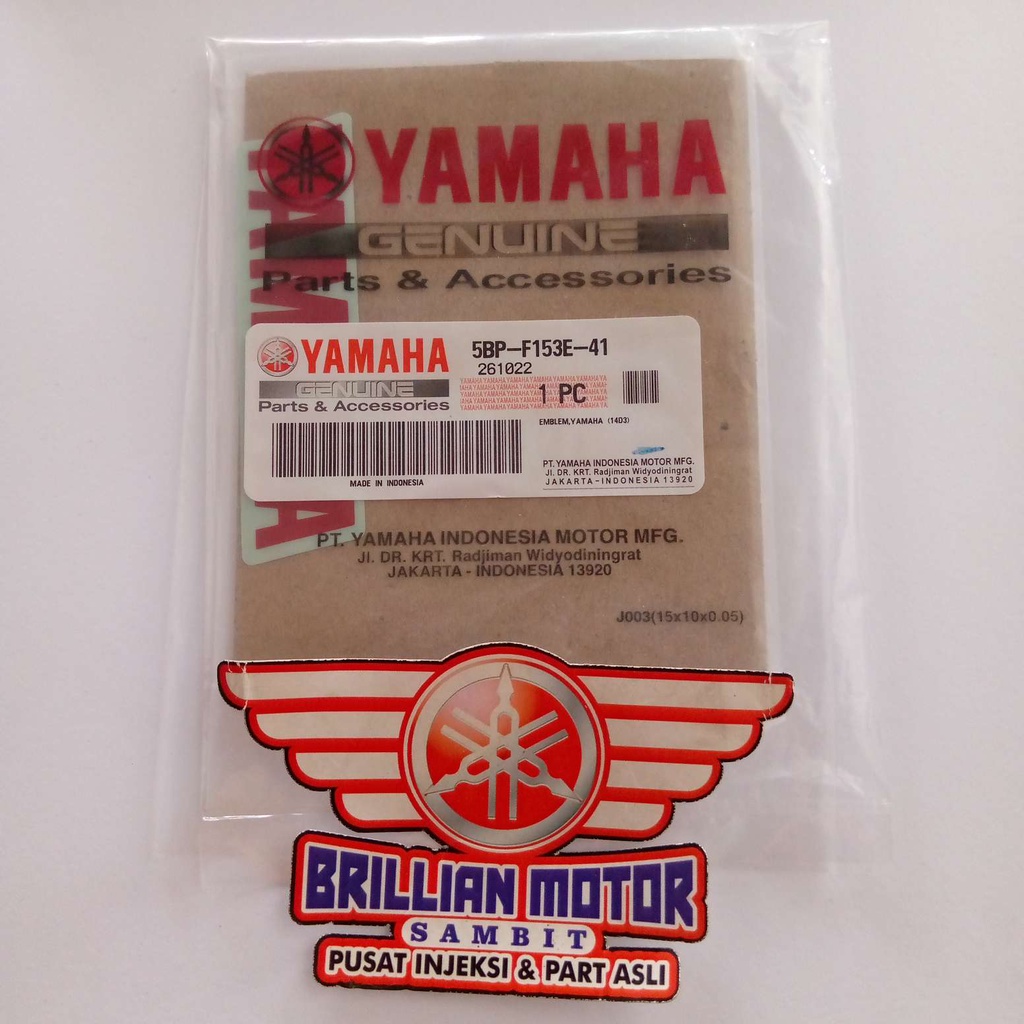 YAMAHA
GENUINE
Parts & Accessories
YAMAHA
YAMAHA
GENUINE
Parts & Accessories
5BP-F153E-41
261022
1 PC
EMBLEM,YAMAHA (14D3)
MADE IN INDONESIA
PT. YAMAHA INDONESIA MOTOR MFG.
Jl. DR. KRT. Radjiman Widyodiningrat
JAKARTA-INDONESIA 13920
PT. YAMAHA INDONESIA MOTOR MFG.
Jl. DR. KRT. Radjiman Widyodiningrat
JAKARTA - INDONESIA 13920
J003(15x10x0.05)
BRILLIAN MOTOR
SAMBIT
PUSAT INJEKSI & PART ASLI